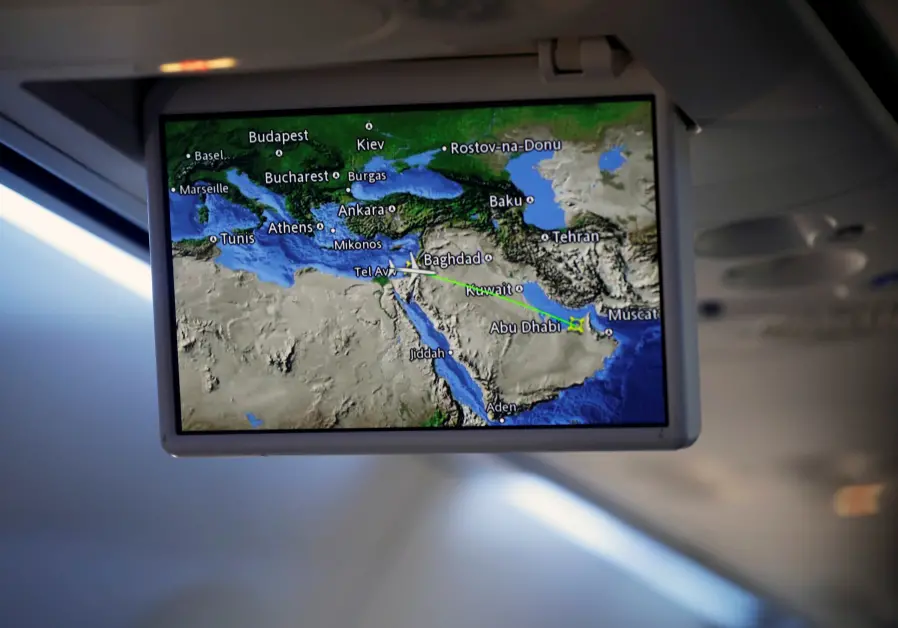 Budapest
Kiev
Rostov-na-Donu
Basel...
Bucharest
Burgas
Marseille
Ankara
Baku
Athens
Tunis
Mikonos
Tehran
Baghdad
Tel Av
Kuwait
Abu Dhabi
Muscat
Jiddah
Aden